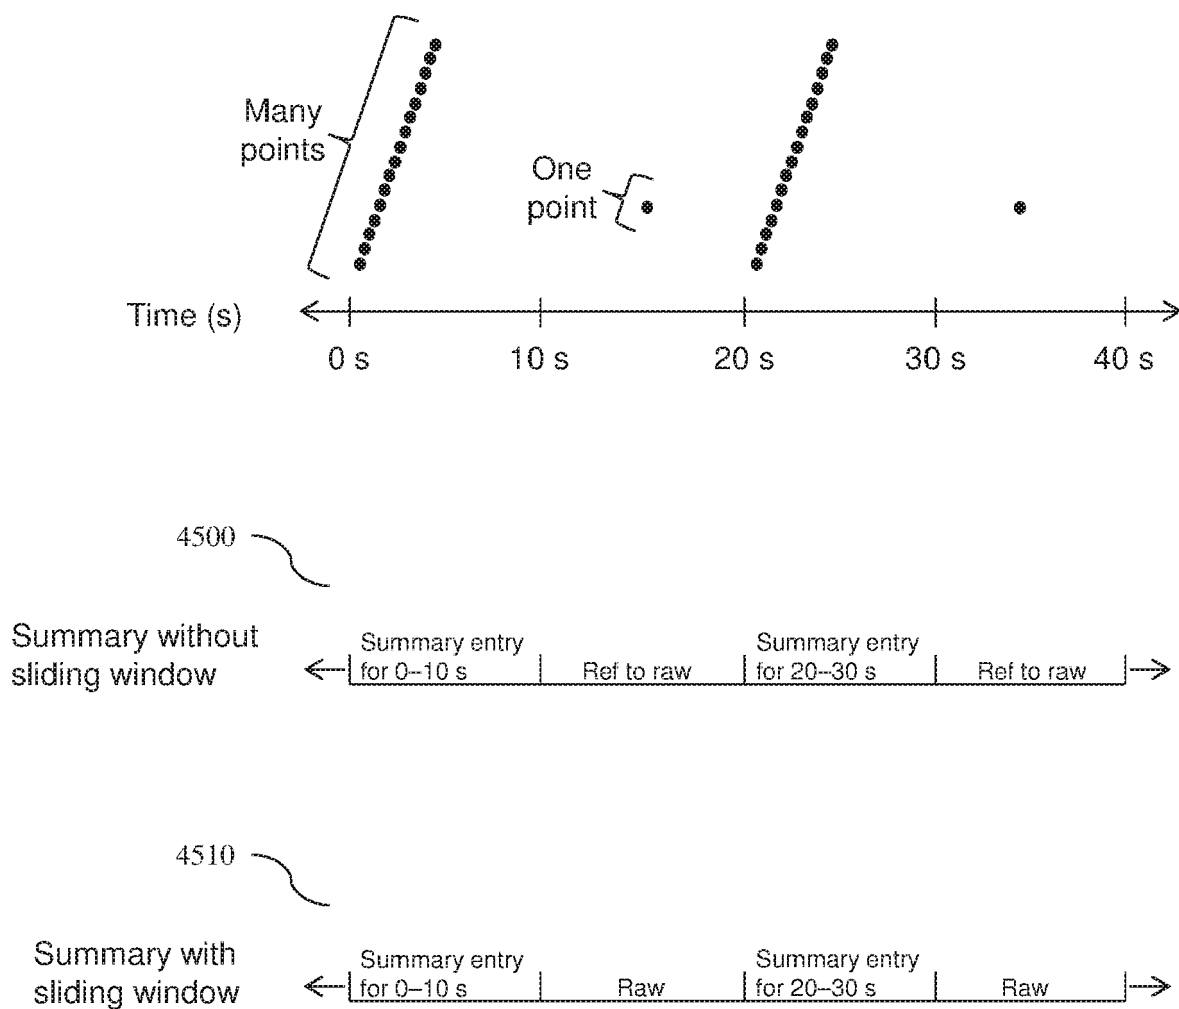 Many
points
One
point
Time (s)
0 s
10 s
20 s
30 s
40 s
4500
Summary without
sliding window
Summary entry
for 0–10 s
Ref to raw
Summary entry
for 20–30 s
Ref to raw
4510
Summary with
sliding window
Summary entry
for 0–10 s
Raw
Summary entry
for 20–30 s
Raw